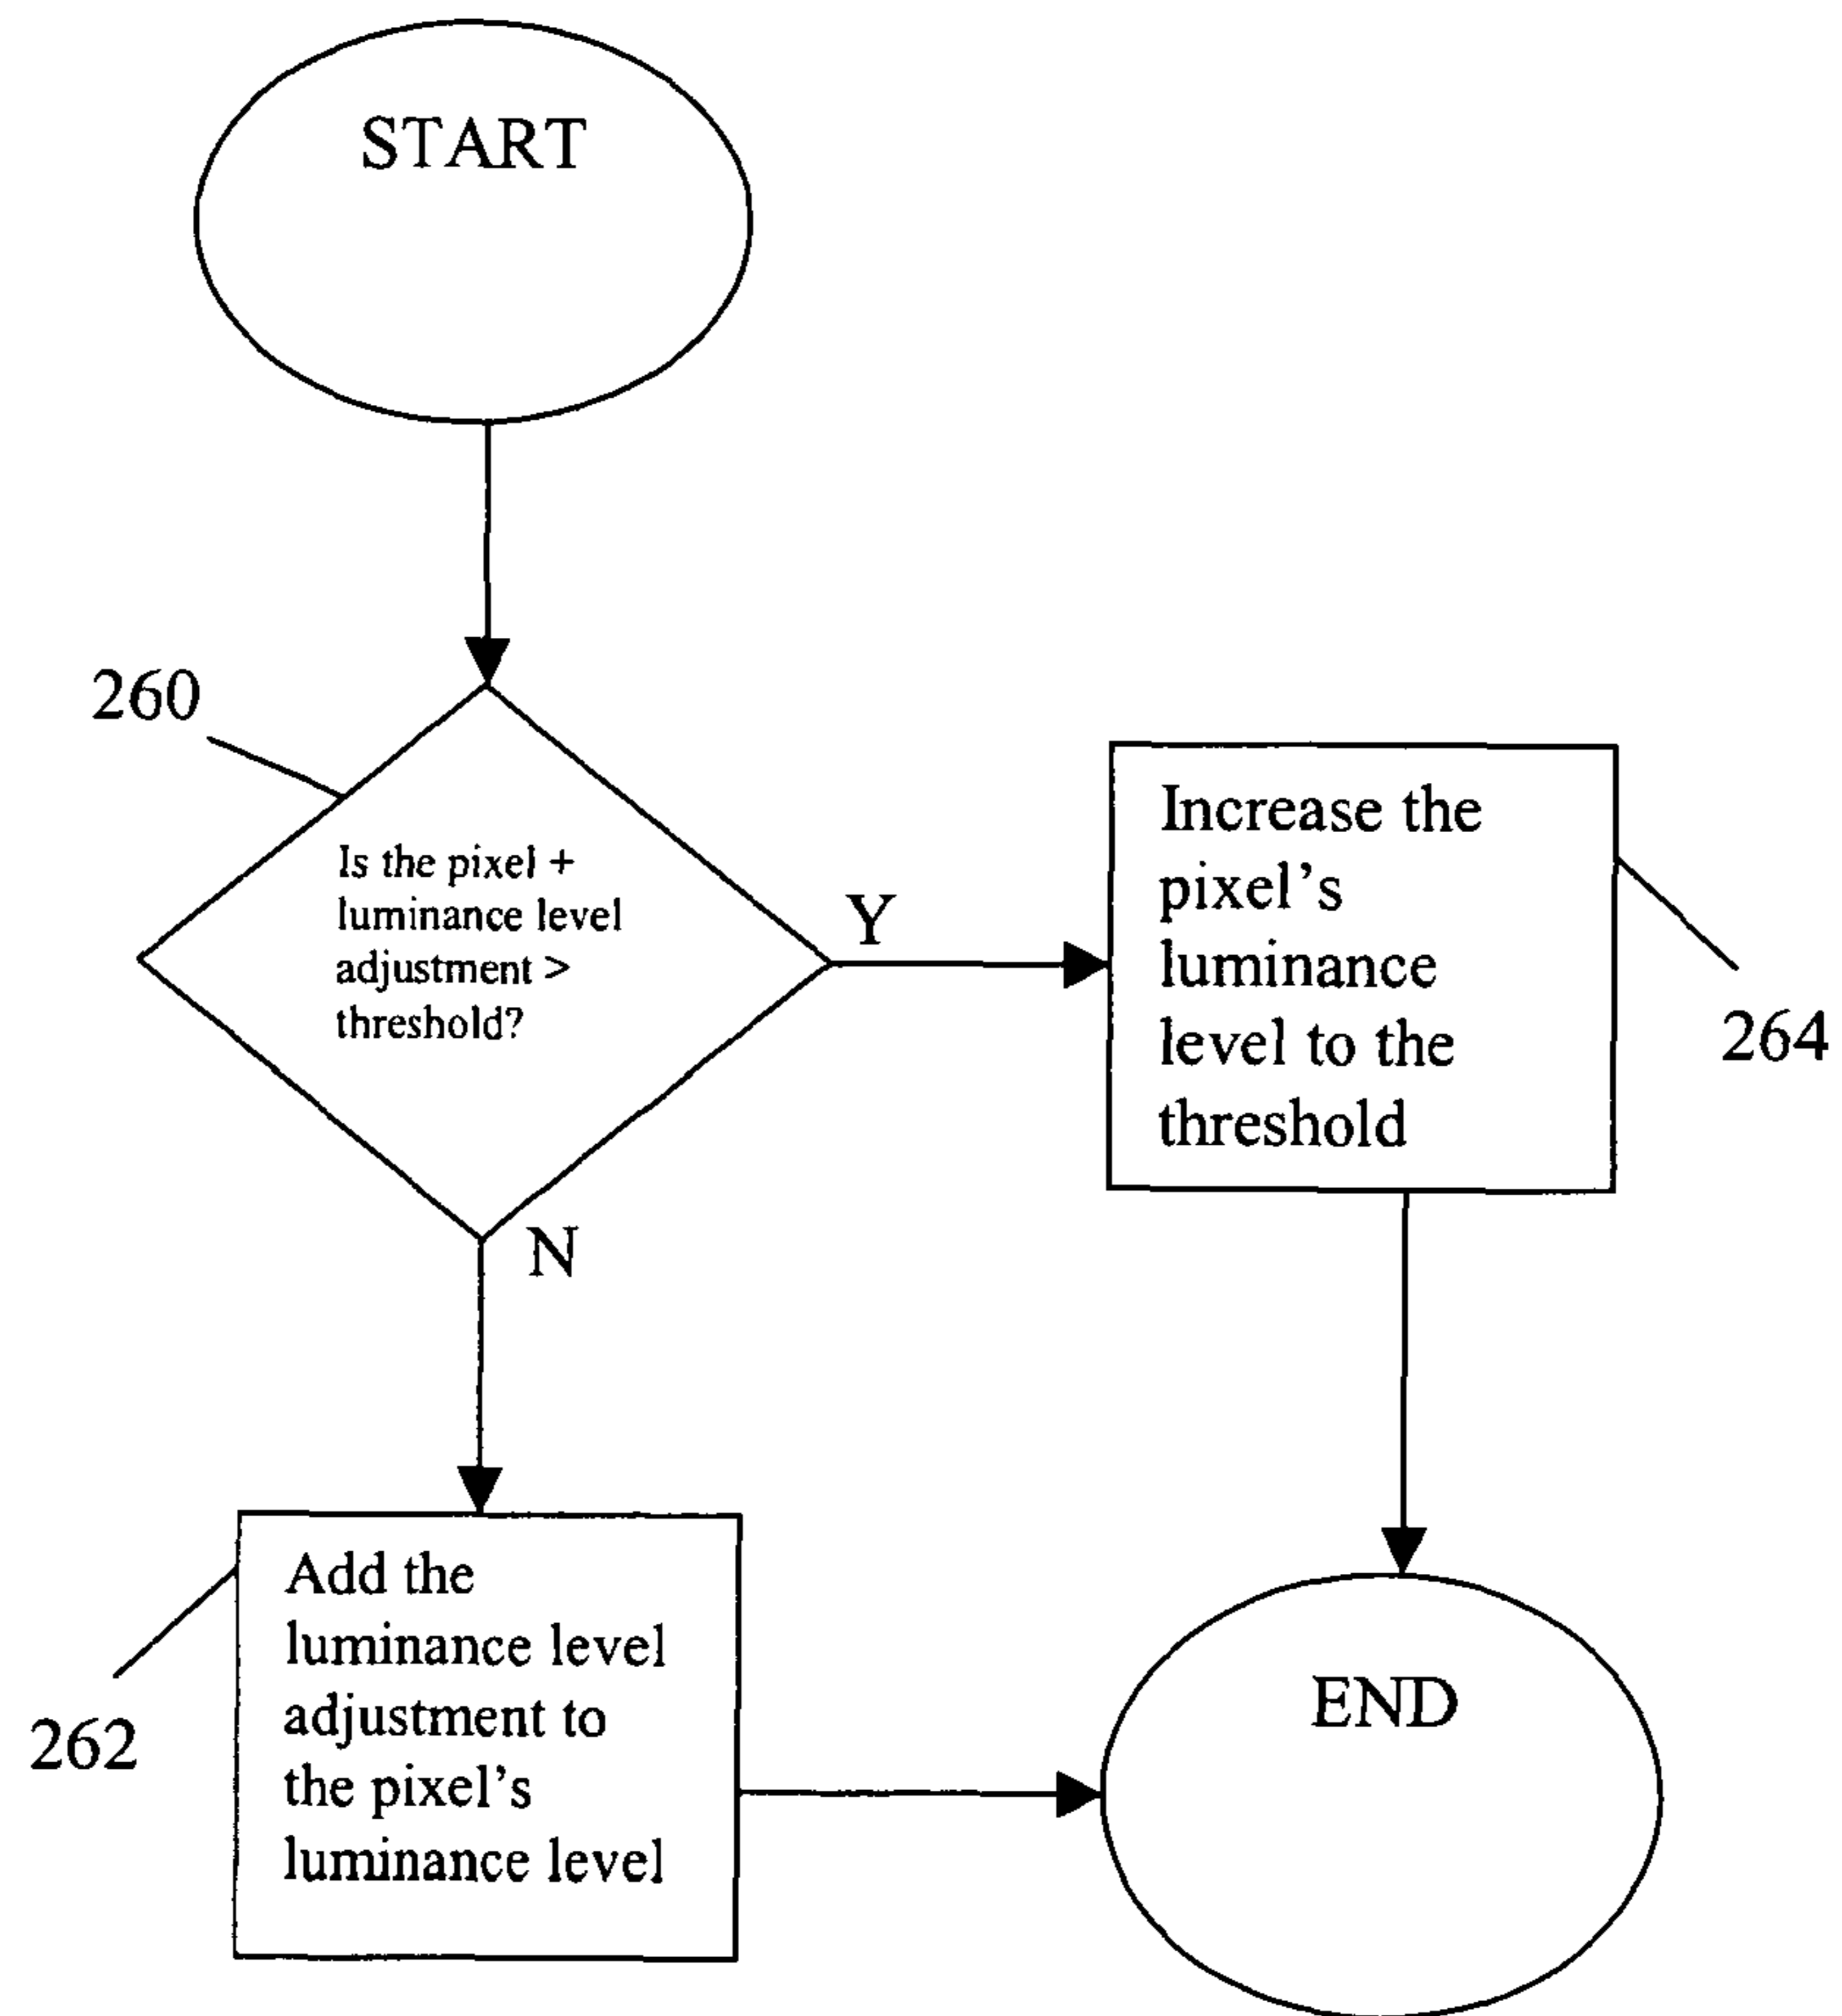 START
260
Is the pixel +
luminance level
adjustment >
threshold?
Y
Increase the
pixel's
luminance
level to the
threshold
264
N
Add the
luminance level
adjustment to
the pixel's
luminance level
262
END